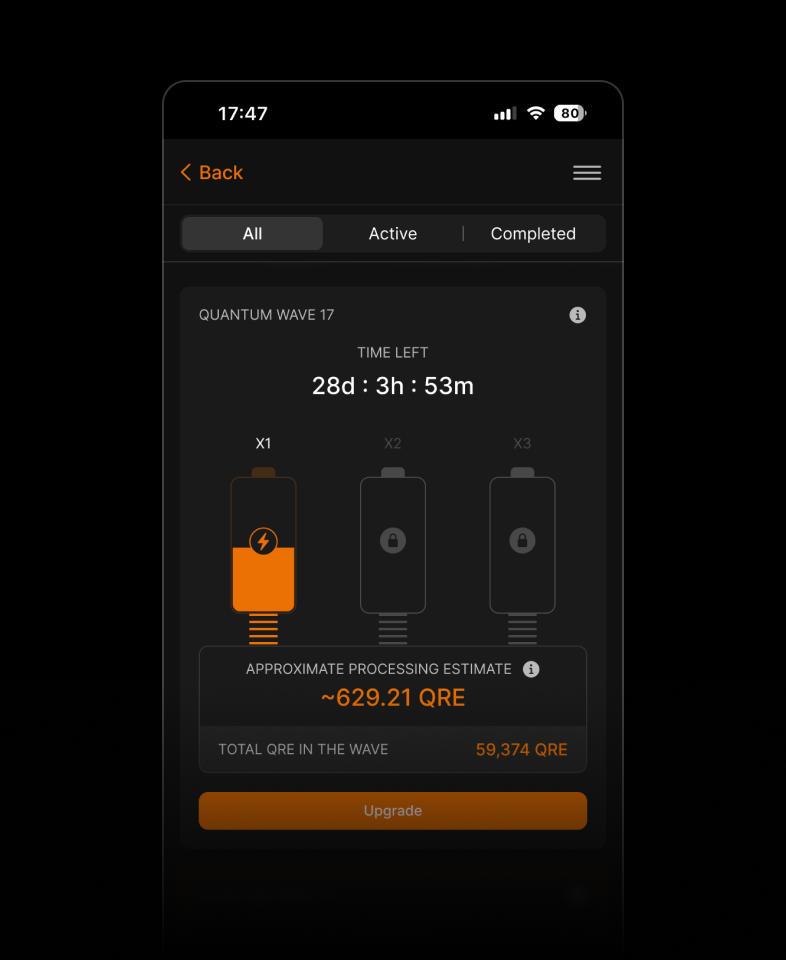 17:47 80
Back
All Active Completed
QUANTUM WAVE 17
TIME LEFT
28d : 3h : 53m
X1 X2 X3
APPROXIMATE PROCESSING ESTIMATE
~629.21 QRE
TOTAL QRE IN THE WAVE 59,374 QRE
Upgrade